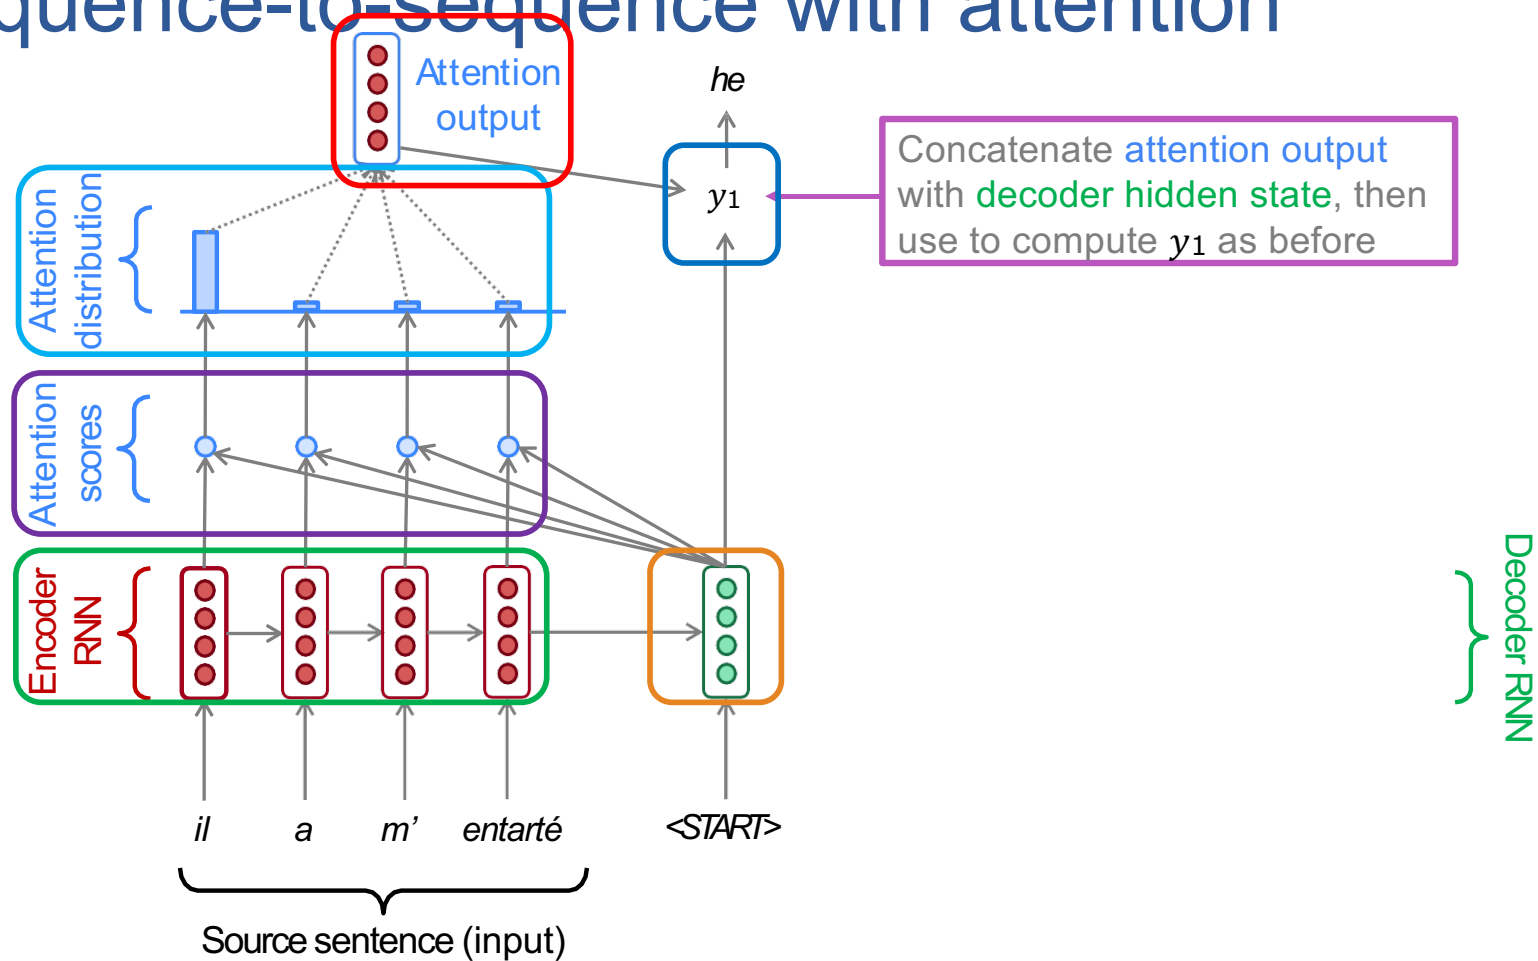 quence-to-sequence with attention
Attention
output
he
Concatenate attention output
with decoder hidden state, then
use to compute y1 as before
y1
Attention
distribution
Attention
scores
Encoder
RNN
Decoder RNN
il a m’ entarté <START>
Source sentence (input)